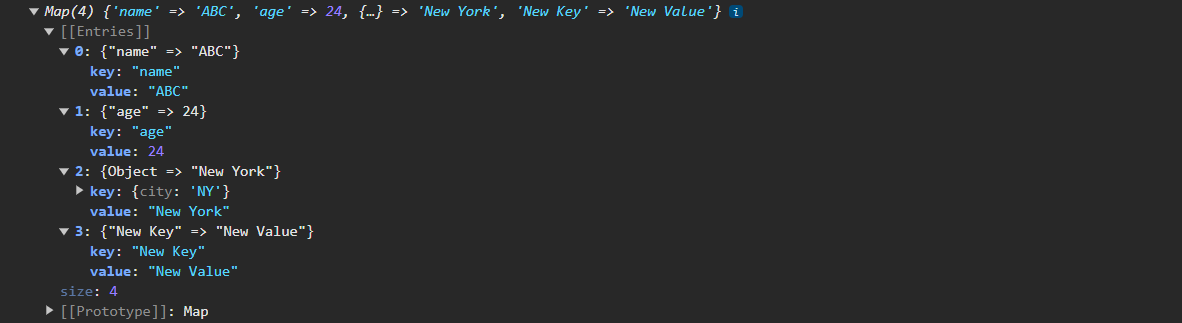 Map(4) {'name' => 'ABC', 'age' => 24, {…} => 'New York', 'New Key' => 'New Value'} i
[[Entries]]
0: {"name" => "ABC"}
key: "name"
value: "ABC"
1: {"age" => 24}
key: "age"
value: 24
2: {Object => "New York"}
key: {city: 'NY'}
value: "New York"
3: {"New Key" => "New Value"}
key: "New Key"
value: "New Value"
size: 4
[[Prototype]]: Map